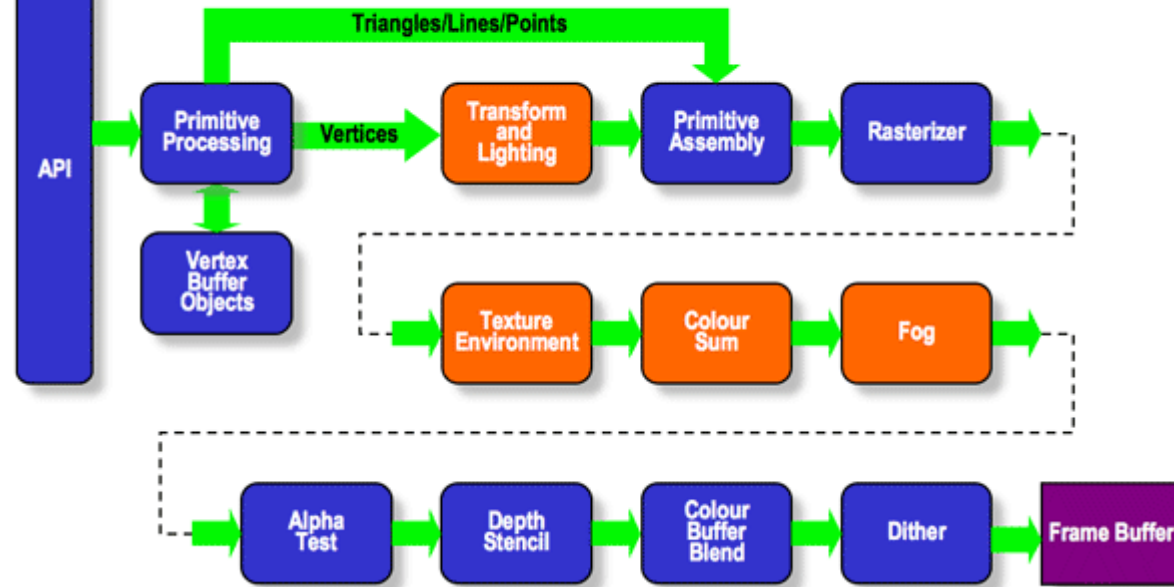 Triangles/Lines/Points
API
Primitive
Processing
Vertices
Transform
and
Lighting
Primitive
Assembly
Rasterizer
Vertex
Buffer
Objects
Texture
Environment
Colour
Sum
Fog
Alpha
Test
Depth
Stencil
Colour
Buffer
Blend
Dither
Frame Buffer